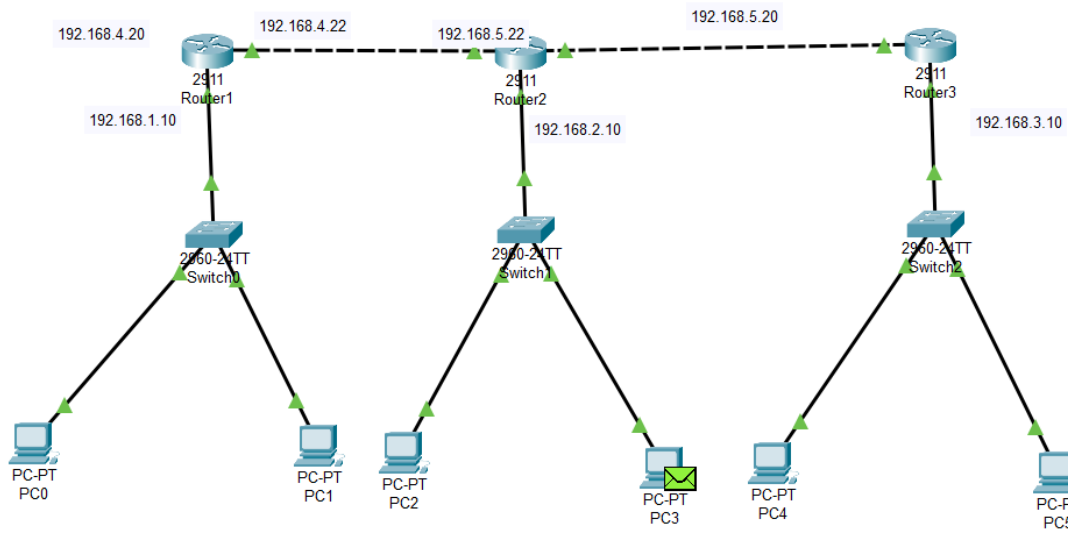 192.168.4.20
192.168.4.22
192.168.5.22
192.168.5.20
2911
Router1
2911
Router2
2911
Router3
192.168.1.10
192.168.2.10
192.168.3.10
2960-24TT
Switch0
2960-24TT
Switch1
2960-24TT
Switch2
PC-PT
PC0
PC-PT
PC1
PC-PT
PC2
PC-PT
PC3
PC-PT
PC4
PC-P
PC5